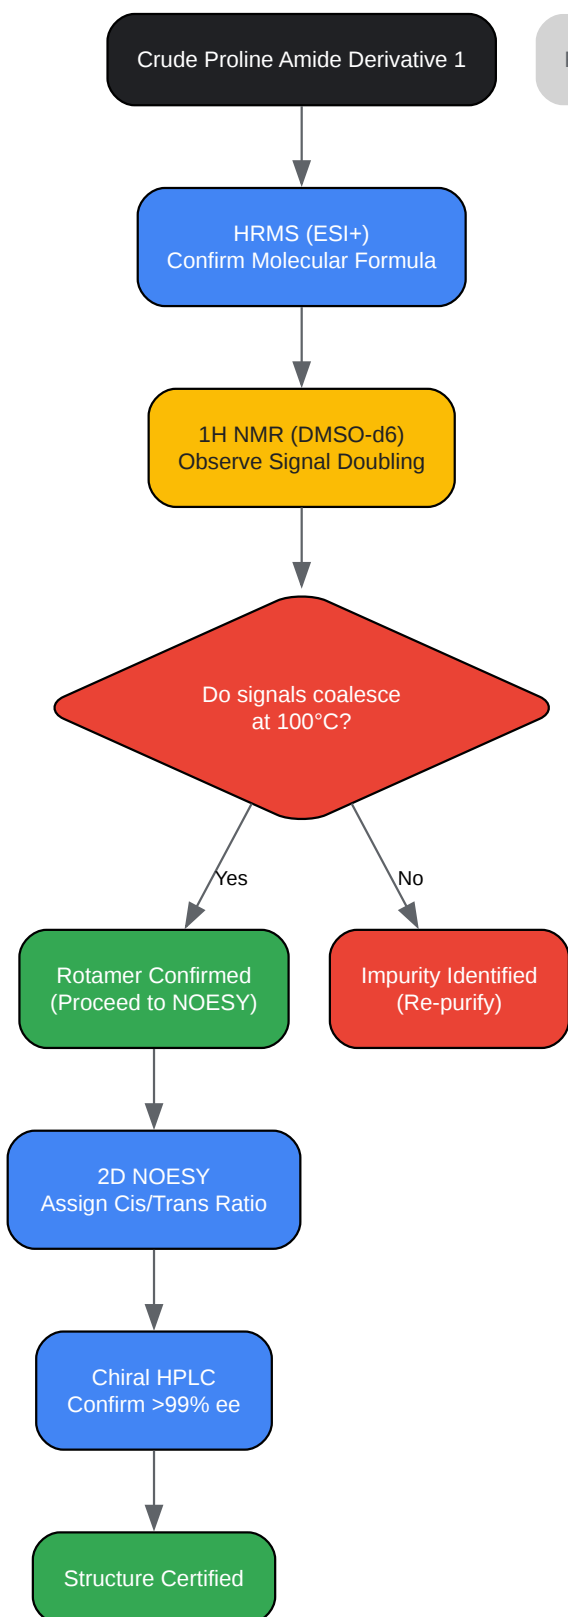 Crude Proline Amide Derivative 1
HRMS (ESI+)
Confirm Molecular Formula
1H NMR (DMSO-d6)
Observe Signal Doubling
Do signals coalesce
at 100°C?
Yes
No
Rotamer Confirmed
(Proceed to NOESY)
Impurity Identified
(Re-purify)
2D NOESY
Assign Cis/Trans Ratio
Chiral HPLC
Confirm >99% ee
Structure Certified